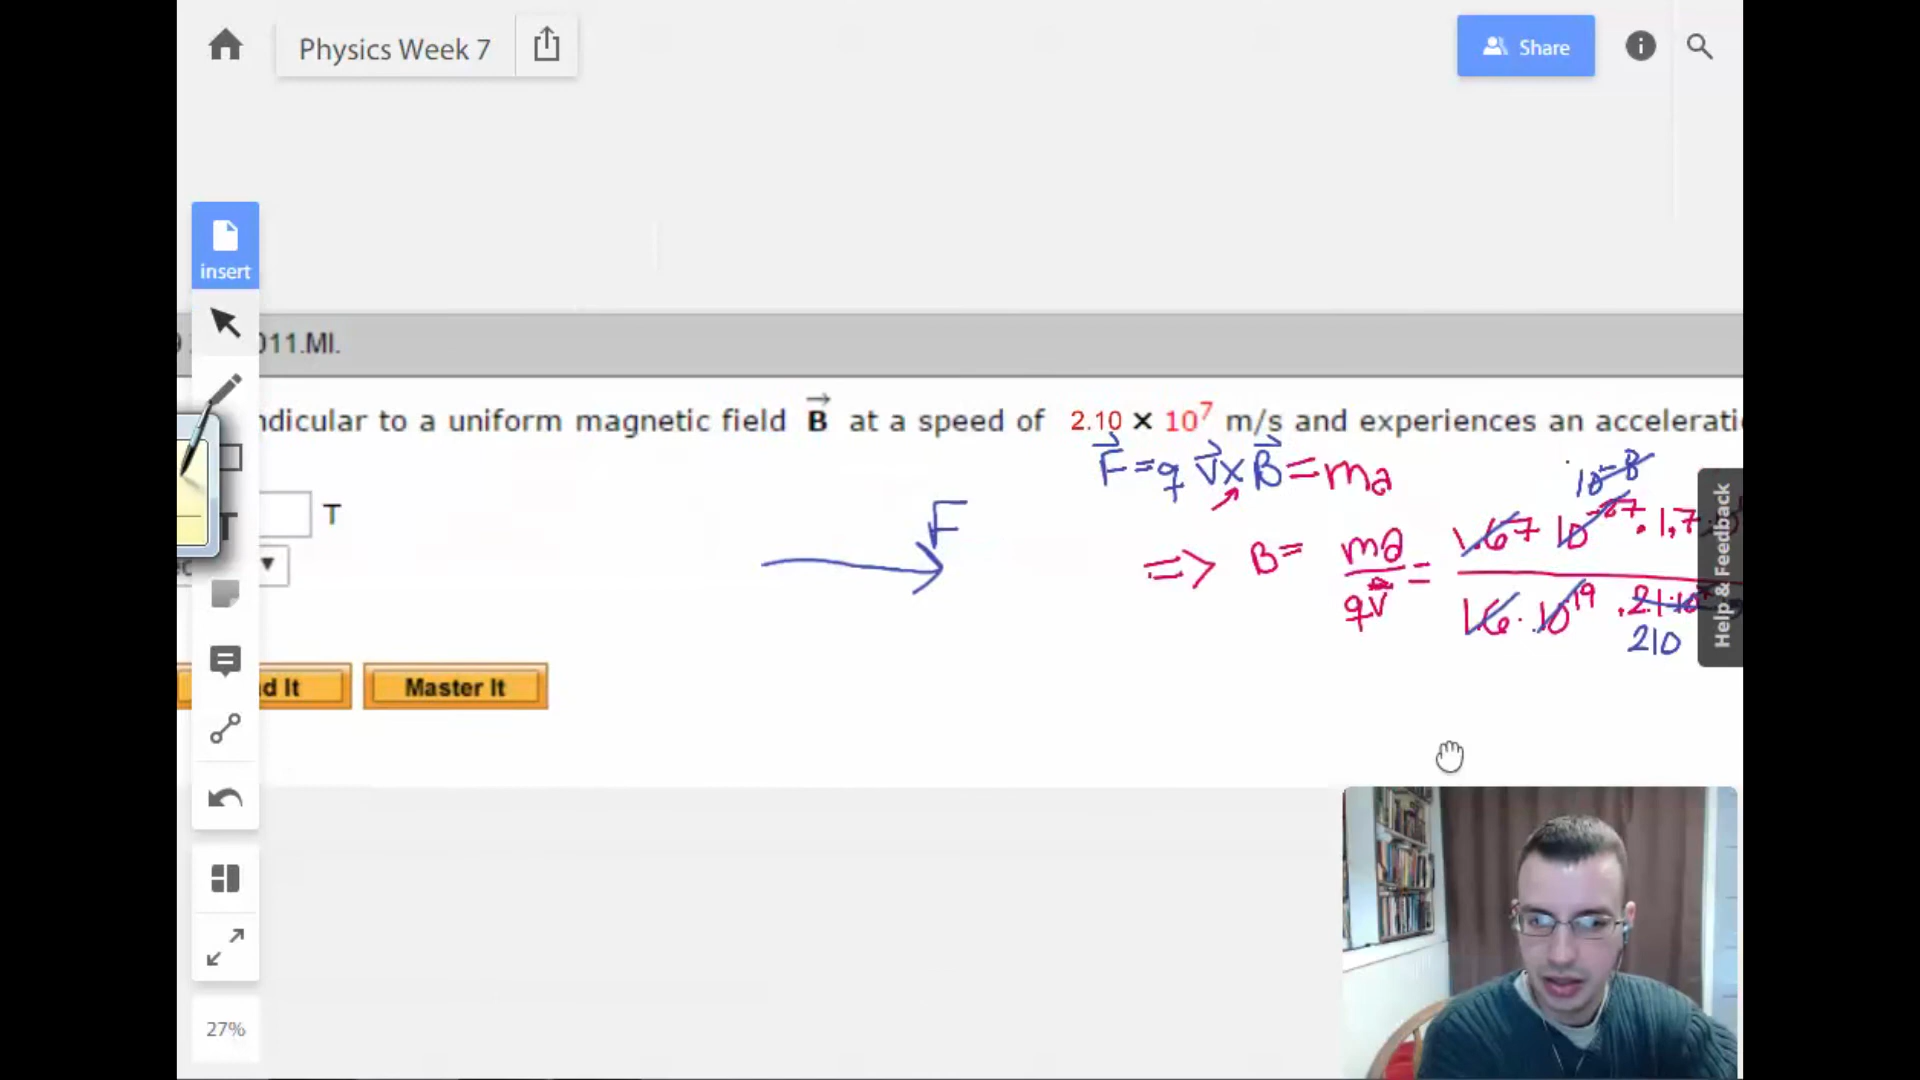 Physics Week 7
Share
insert
011.MI.
ndicular to a uniform magnetic field B at a speed of 2.10 × 10⁷ m/s and experiences an accelerati
F = q v x B = ma
10⁻⁸
F
T
T
=> B = ma / qv = 1.67 10⁻²⁷ . 1.7 / 1.6 . 10¹⁹ . 2.1 . 10
210
d It
Master It
Help & Feedback
27%